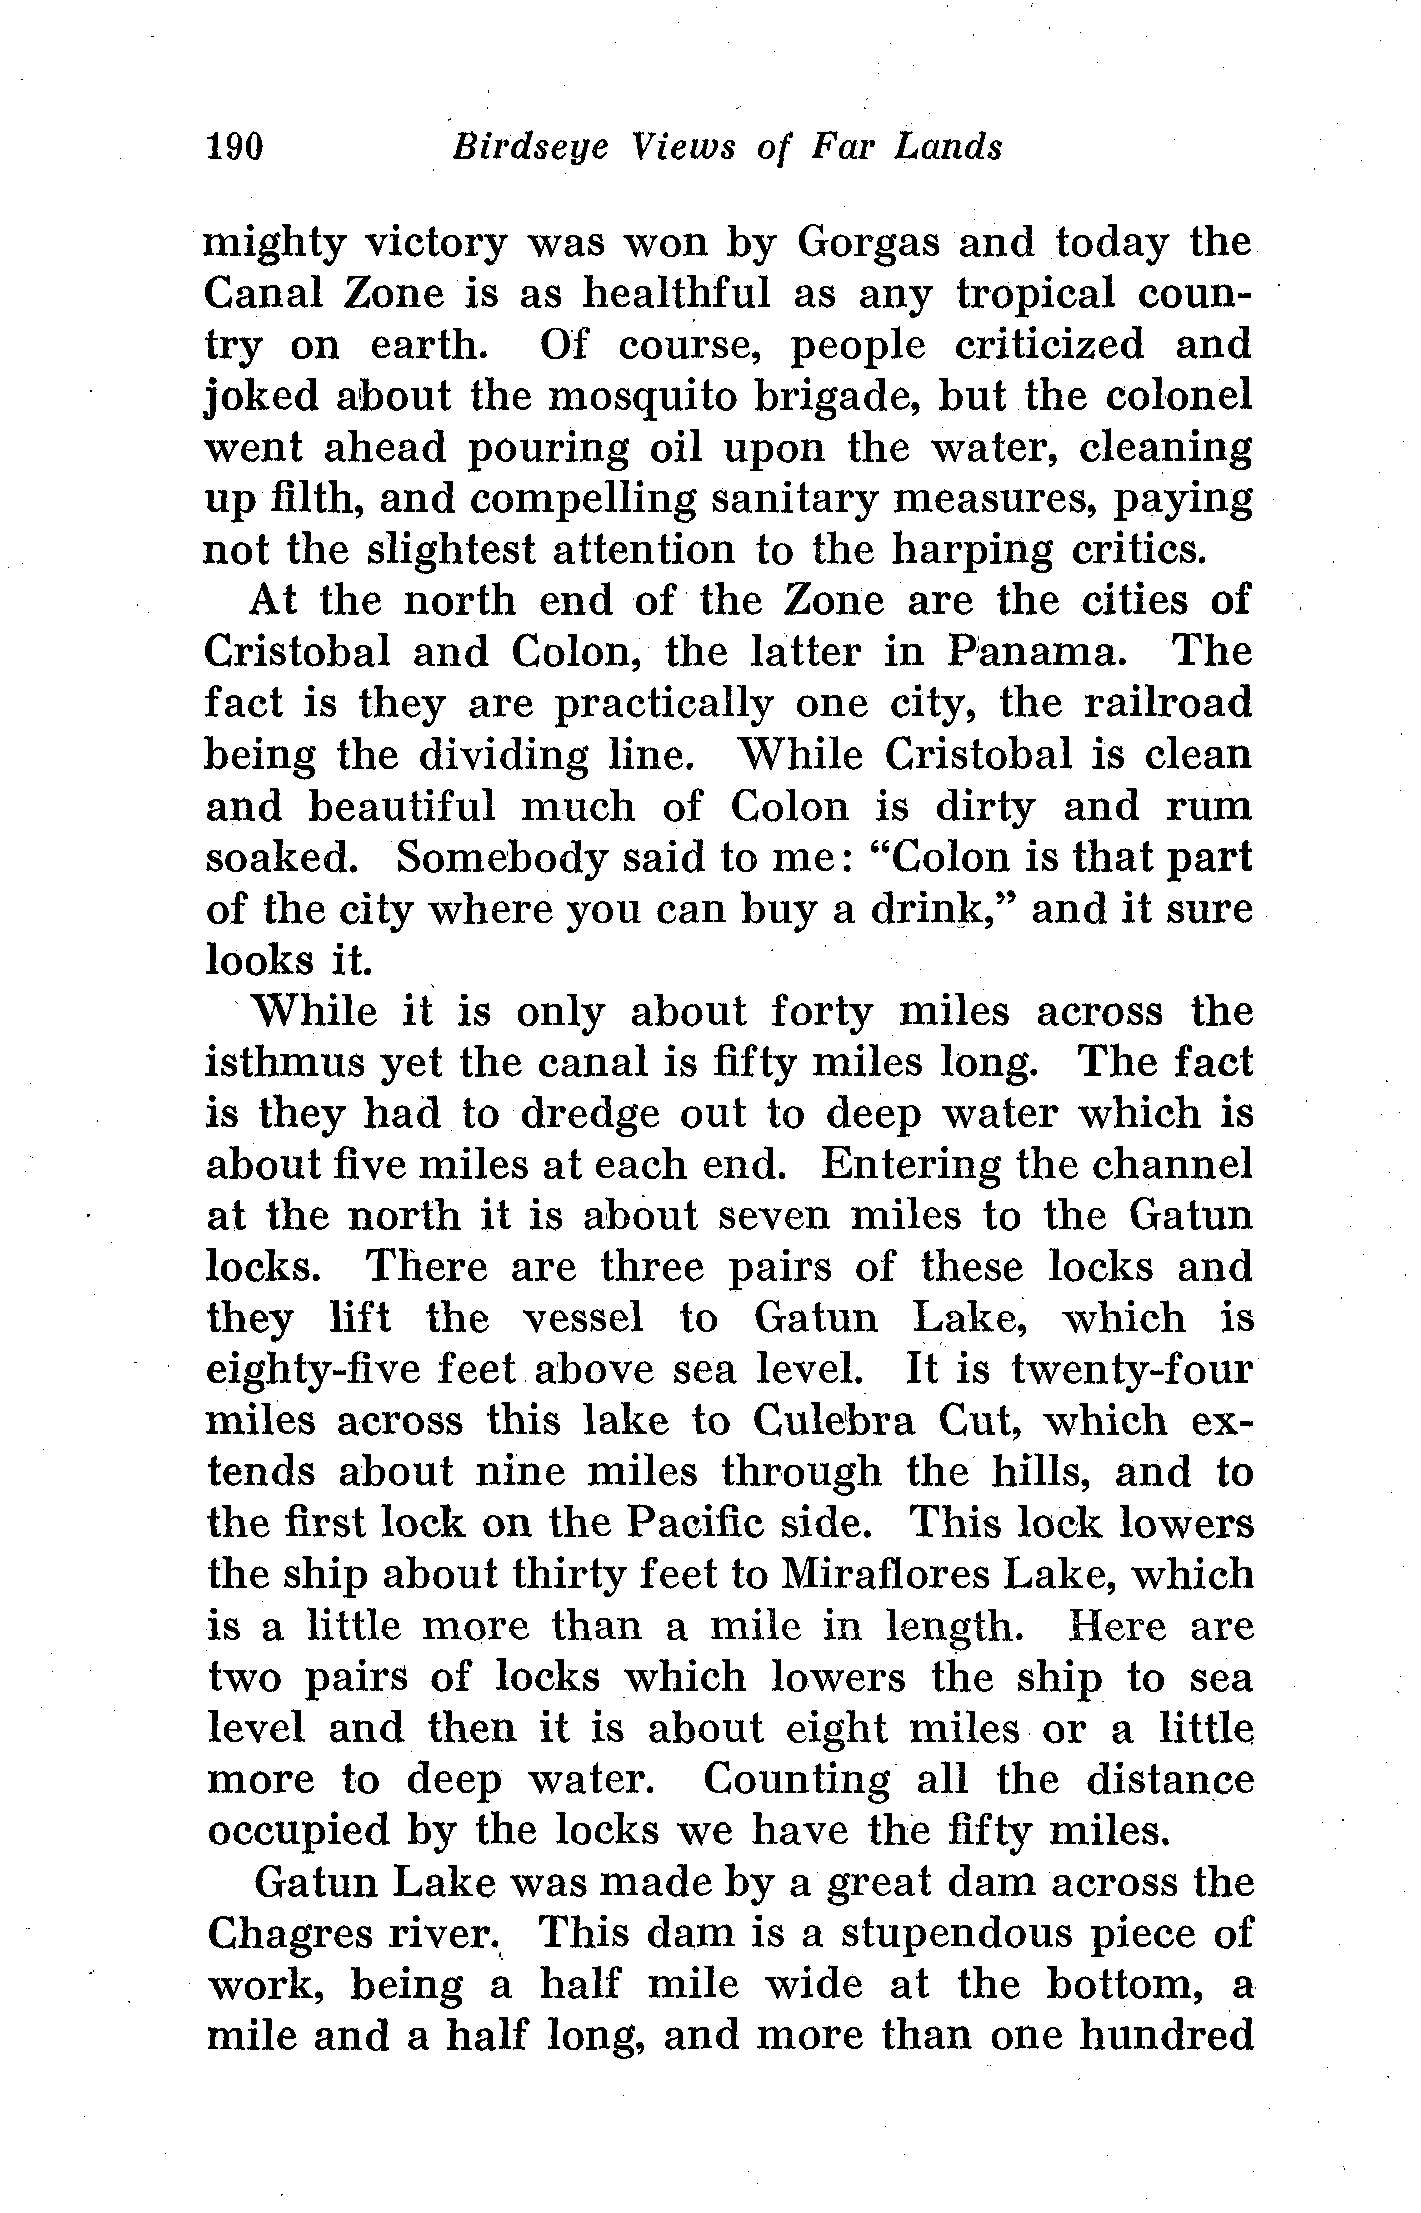 190 Birdseye Views of Far Lands
mighty victory was won by Gorgas and today the
Canal Zone is as healthful as any tropical coun-
try on earth. Of course, people criticized and
joked about the mosquito brigade, but the colonel
went ahead pouring oil upon the water, cleaning
up filth, and compelling sanitary measures, paying
not the slightest attention to the harping critics.
At the north end of the Zone are the cities of
Cristobal and Colon, the latter in Panama. The
fact is they are practically one city, the railroad
being the dividing line. While Cristobal is clean
and beautiful much of Colon is dirty and rum
soaked. Somebody said to me: “Colon is that part
of the city where you can buy a drink,” and it sure
looks it.
While it is only about forty miles across the
isthmus yet the canal is fifty miles long. The fact
is they had to dredge out to deep water which is
about five miles at each end. Entering the channel
at the north it is about seven miles to the Gatun
locks. There are three pairs of these locks and
they lift the vessel to Gatun Lake, which is
eighty-five feet above sea level. It is twenty-four
miles across this lake to Culebra Cut, which ex-
tends about nine miles through the hills, and to
the first lock on the Pacific side. This lock lowers
the ship about thirty feet to Miraflores Lake, which
is a little more than a mile in length. Here are
two pairs of locks which lowers the ship to sea
level and then it is about eight miles or a little
more to deep water. Counting all the distance
occupied by the locks we have the fifty miles.
Gatun Lake was made by a great dam across the
Chagres river. This dam is a stupendous piece of
work, being a half mile wide at the bottom, a
mile and a half long, and more than one hundred